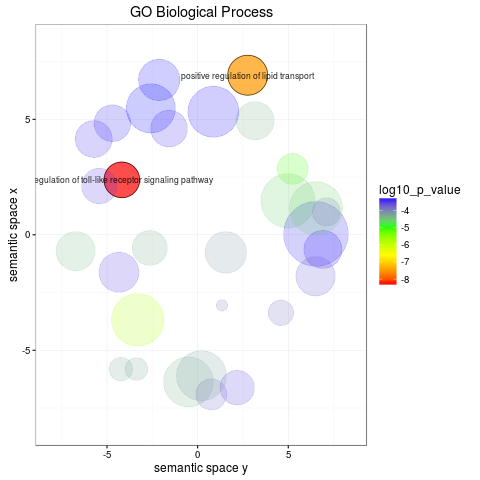 GO Biological Process
positive regulation of lipid transport
egulation of toll-like receptor signaling pathway
5
0
-5
-5
0
5
semantic space x
semantic space y
log10_p_value
-4
-5
-6
-7
-8